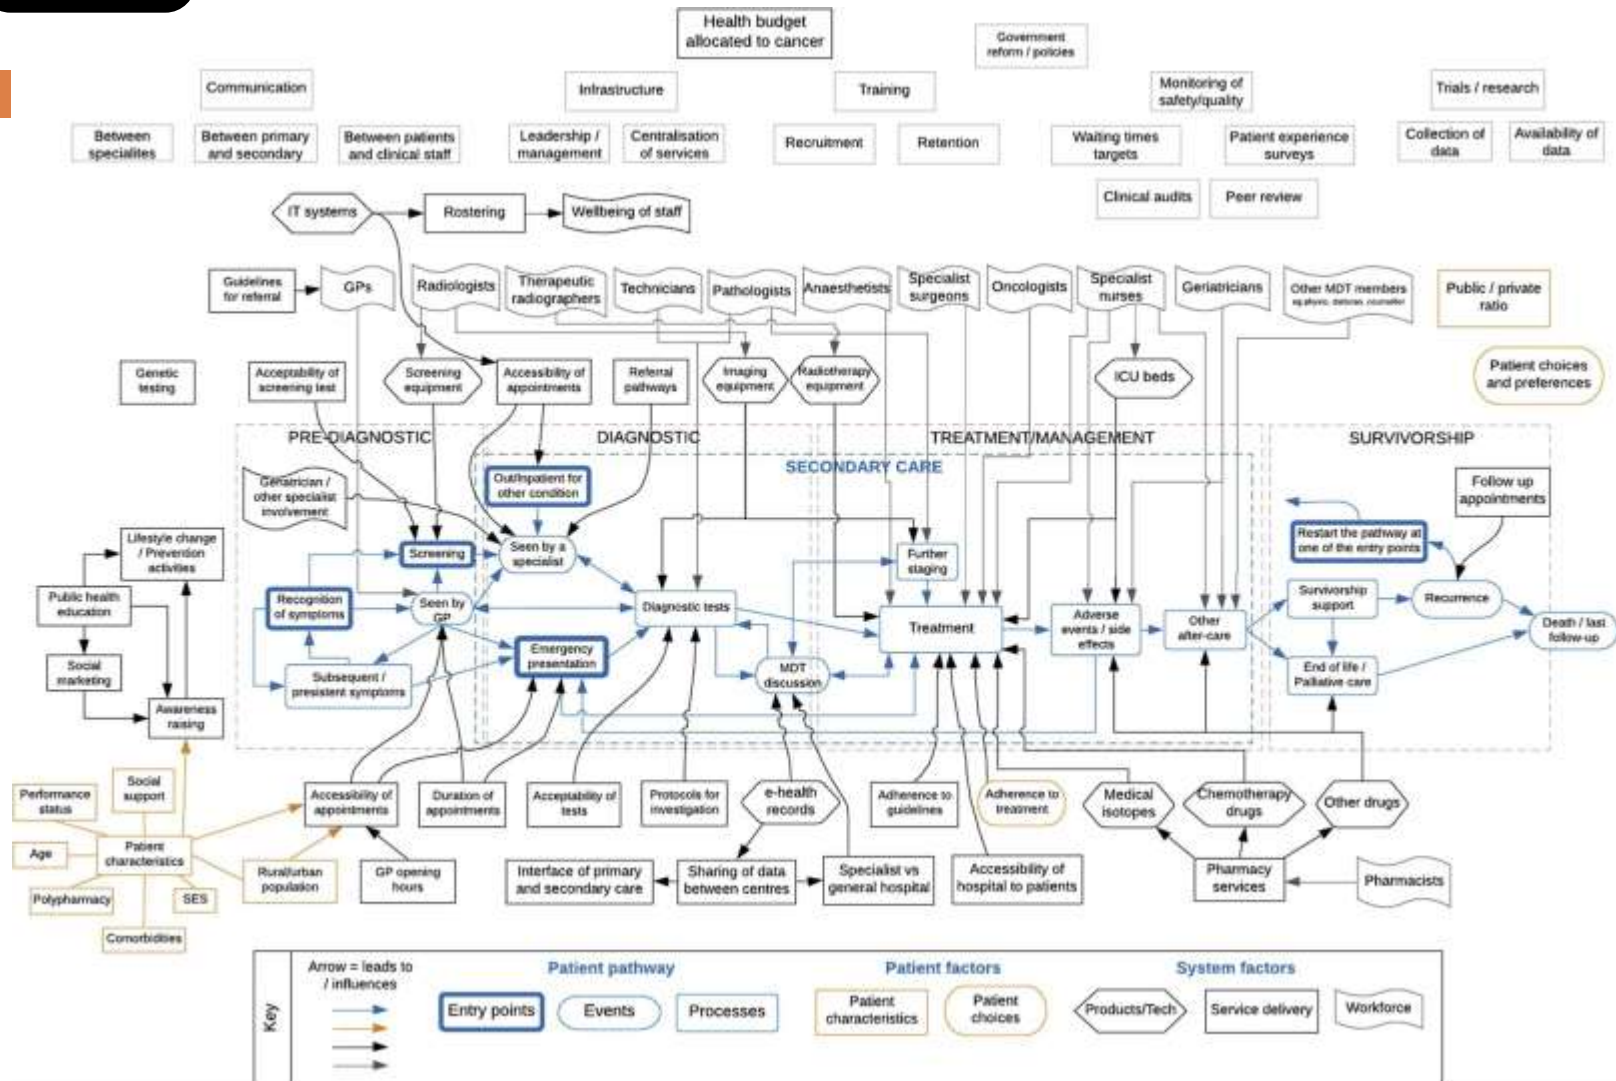 Health budget
allocated to cancer
Government
reform / policies
Communication
Infrastructure
Training
Monitoring of
safety/quality
Trials / research
Between
specialites
Between primary
and secondary
Between patients
and clinical staff
Leadership /
management
Centralisation
of services
Recruitment
Retention
Waiting times
targets
Patient experience
surveys
Collection of
data
Availability of
data
Clinical audits
Peer review
IT systems
Rostering
Wellbeing of staff
Guidelines
for referral
GPs
Radiologists
Therapeutic
radiographers
Technicians
Pathologists
Anaesthetists
Specialist
surgeons
Oncologists
Specialist
nurses
Geriatricians
Other MDT members
eg physio, dietician, counsellor
Public / private
ratio
Genetic
testing
Acceptability of
screening test
Screening
equipment
Accessibility of
appointments
Referral
pathways
Imaging
equipment
Radiotherapy
equipment
ICU beds
Patient choices
and preferences
PRE-DIAGNOSTIC
DIAGNOSTIC
TREATMENT/MANAGEMENT
SURVIVORSHIP
SECONDARY CARE
Geriatrician /
other specialist
involvement
Out/Inpatient for
other condition
Follow up
appointments
Lifestyle change
/ Prevention
activities
Screening
Seen by a
specialist
Further
staging
Restart the pathway at
one of the entry points
Public health
education
Recognition
of symptoms
Seen by
GP
Diagnostic tests
Treatment
Adverse
events / side
effects
Other
after-care
Survivorship
support
Recurrence
Death / last
follow-up
Social
marketing
Subsequent /
presistent symptoms
Emergency
presentation
MDT
discussion
End of life /
Palliative care
Awareness
raising
Performance
status
Social
support
Accessibility of
appointments
Duration of
appointments
Acceptability of
tests
Protocols for
investigation
e-health
records
Adherence to
guidelines
Adherence to
treatment
Medical
isotopes
Chemotherapy
drugs
Other drugs
Age
Patient
characteristics
Rural/urban
population
GP opening
hours
Interface of primary
and secondary care
Sharing of data
between centres
Specialist vs
general hospital
Accessibility of
hospital to patients
Pharmacy
services
Pharmacists
Polypharmacy
SES
Comorbidities
Key
Arrow = leads to
/ influences
Patient pathway
Patient factors
System factors
Entry points
Events
Processes
Patient
characteristics
Patient
choices
Products/Tech
Service delivery
Workforce